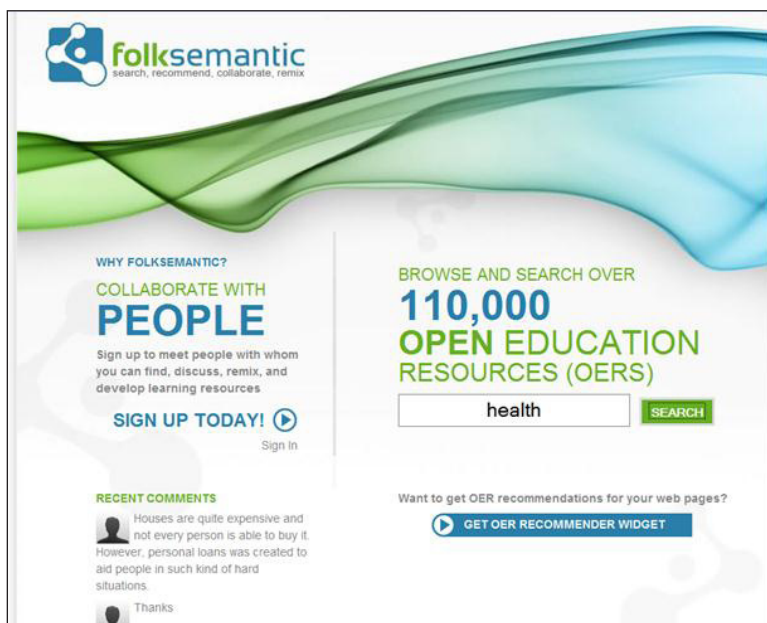 folksemantic
search, recommend, collaborate, remix
WHY FOLKSEMANTIC?
COLLABORATE WITH
PEOPLE
Sign up to meet people with whom
you can find, discuss, remix, and
develop learning resources
SIGN UP TODAY!
Sign In
BROWSE AND SEARCH OVER
110,000
OPEN EDUCATION
RESOURCES (OERS)
health
SEARCH
RECENT COMMENTS
Houses are quite expensive and
not every person is able to buy it.
However, personal loans was created to
aid people in such kind of hard
situations.
Thanks
Want to get OER recommendations for your web pages?
GET OER RECOMMENDER WIDGET